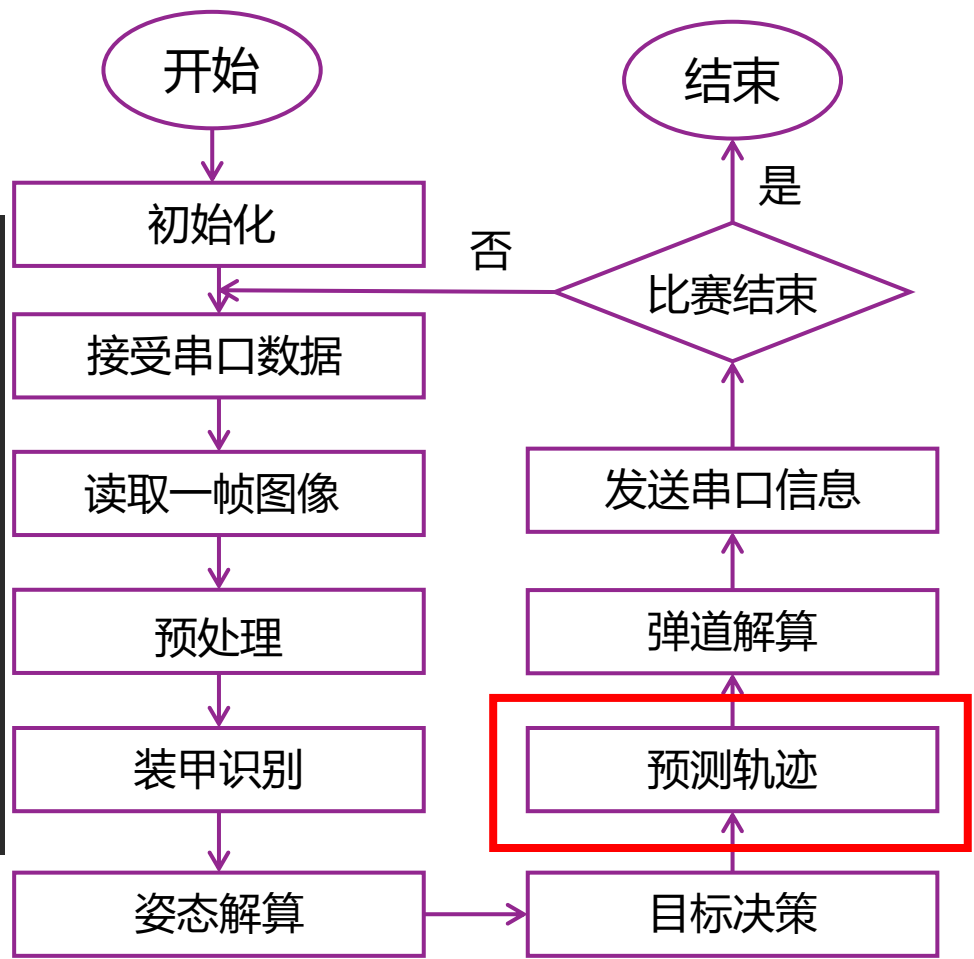 开始
初始化
接受串口数据
读取一帧图像
预处理
装甲识别
姿态解算
目标决策
预测轨迹
弹道解算
发送串口信息
比赛结束
否
是
结束